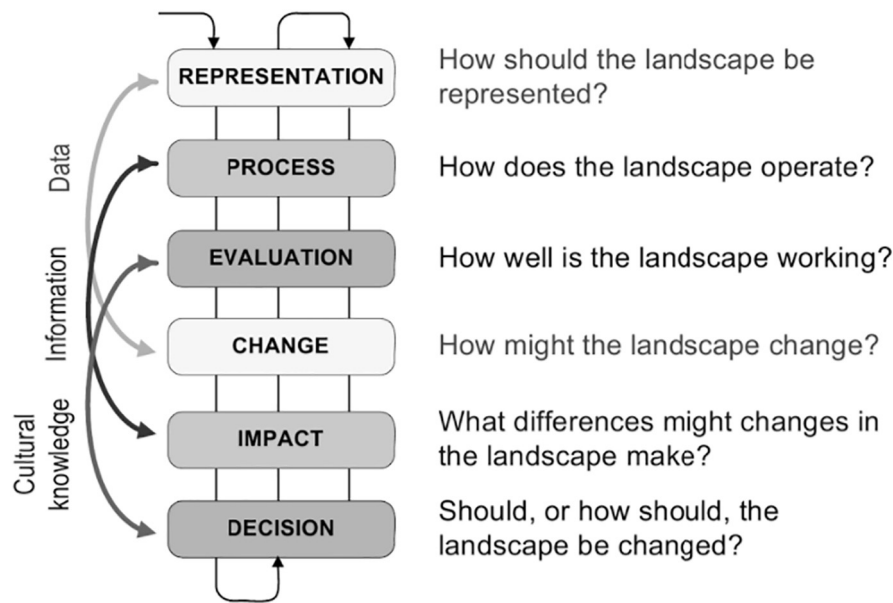 REPRESENTATION
How should the landscape be
represented?
PROCESS
How does the landscape operate?
EVALUATION
How well is the landscape working?
CHANGE
How might the landscape change?
IMPACT
What differences might changes in
the landscape make?
DECISION
Should, or how should, the
landscape be changed?
Data
Information
Cultural
knowledge